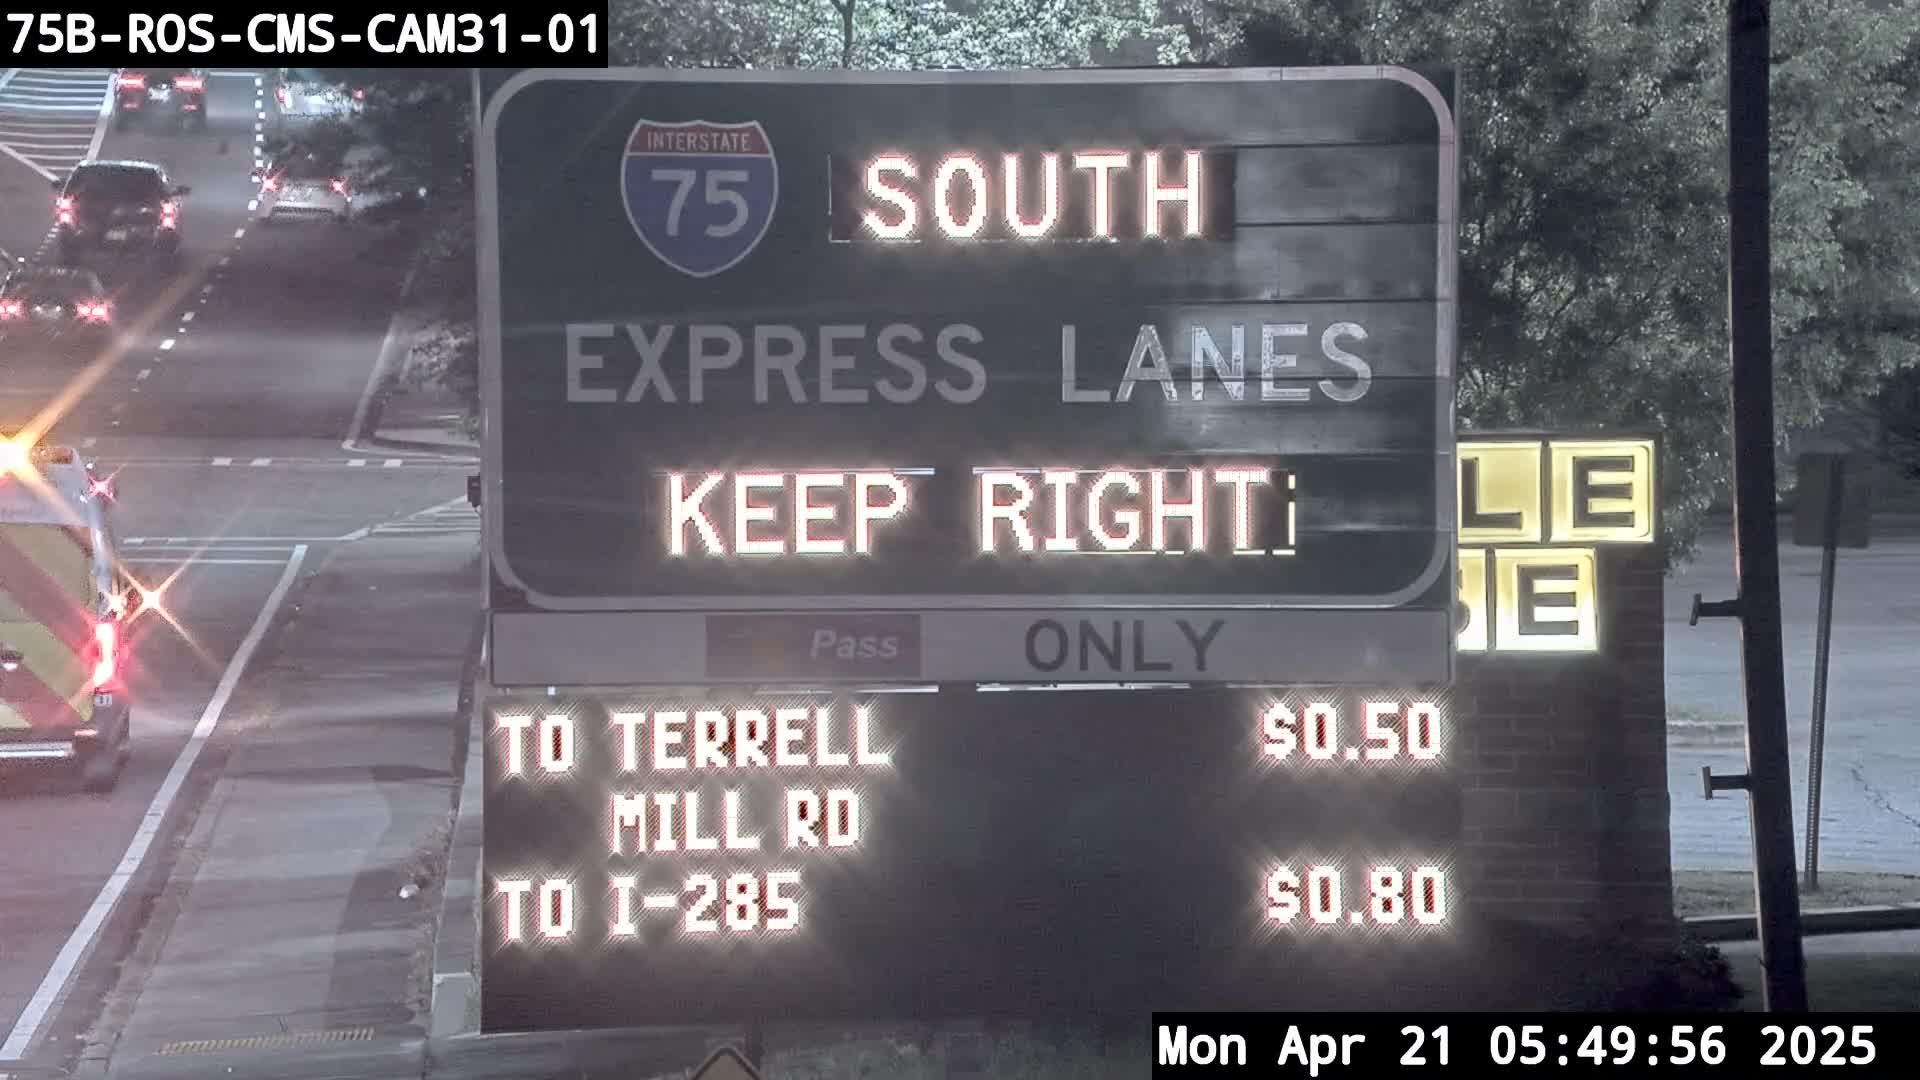 75B-ROS-CMS-CAM31-01
INTERSTATE
75
SOUTH
EXPRESS LANES
KEEP RIGHT
Pass ONLY
TO TERRELL $0.50
MILL RD
TO I-285 $0.80
LE
E
Mon Apr 21 05:49:56 2025